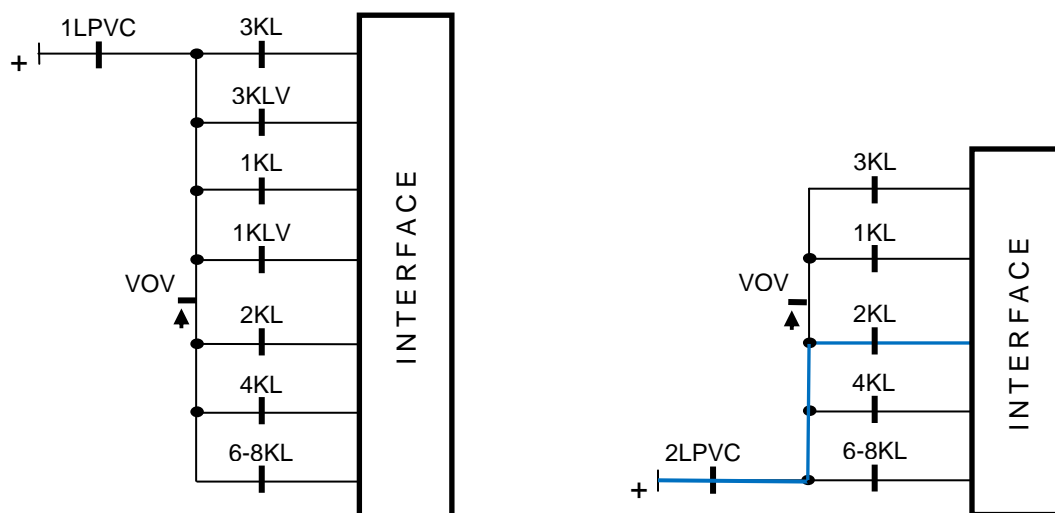 1LPVC
3KL
+
3KLV
1KL
1KLV
VOV
2KL
4KL
6-8KL
INTERFACE
3KL
1KL
VOV
2KL
4KL
2LPVC
6-8KL
+
INTERFACE